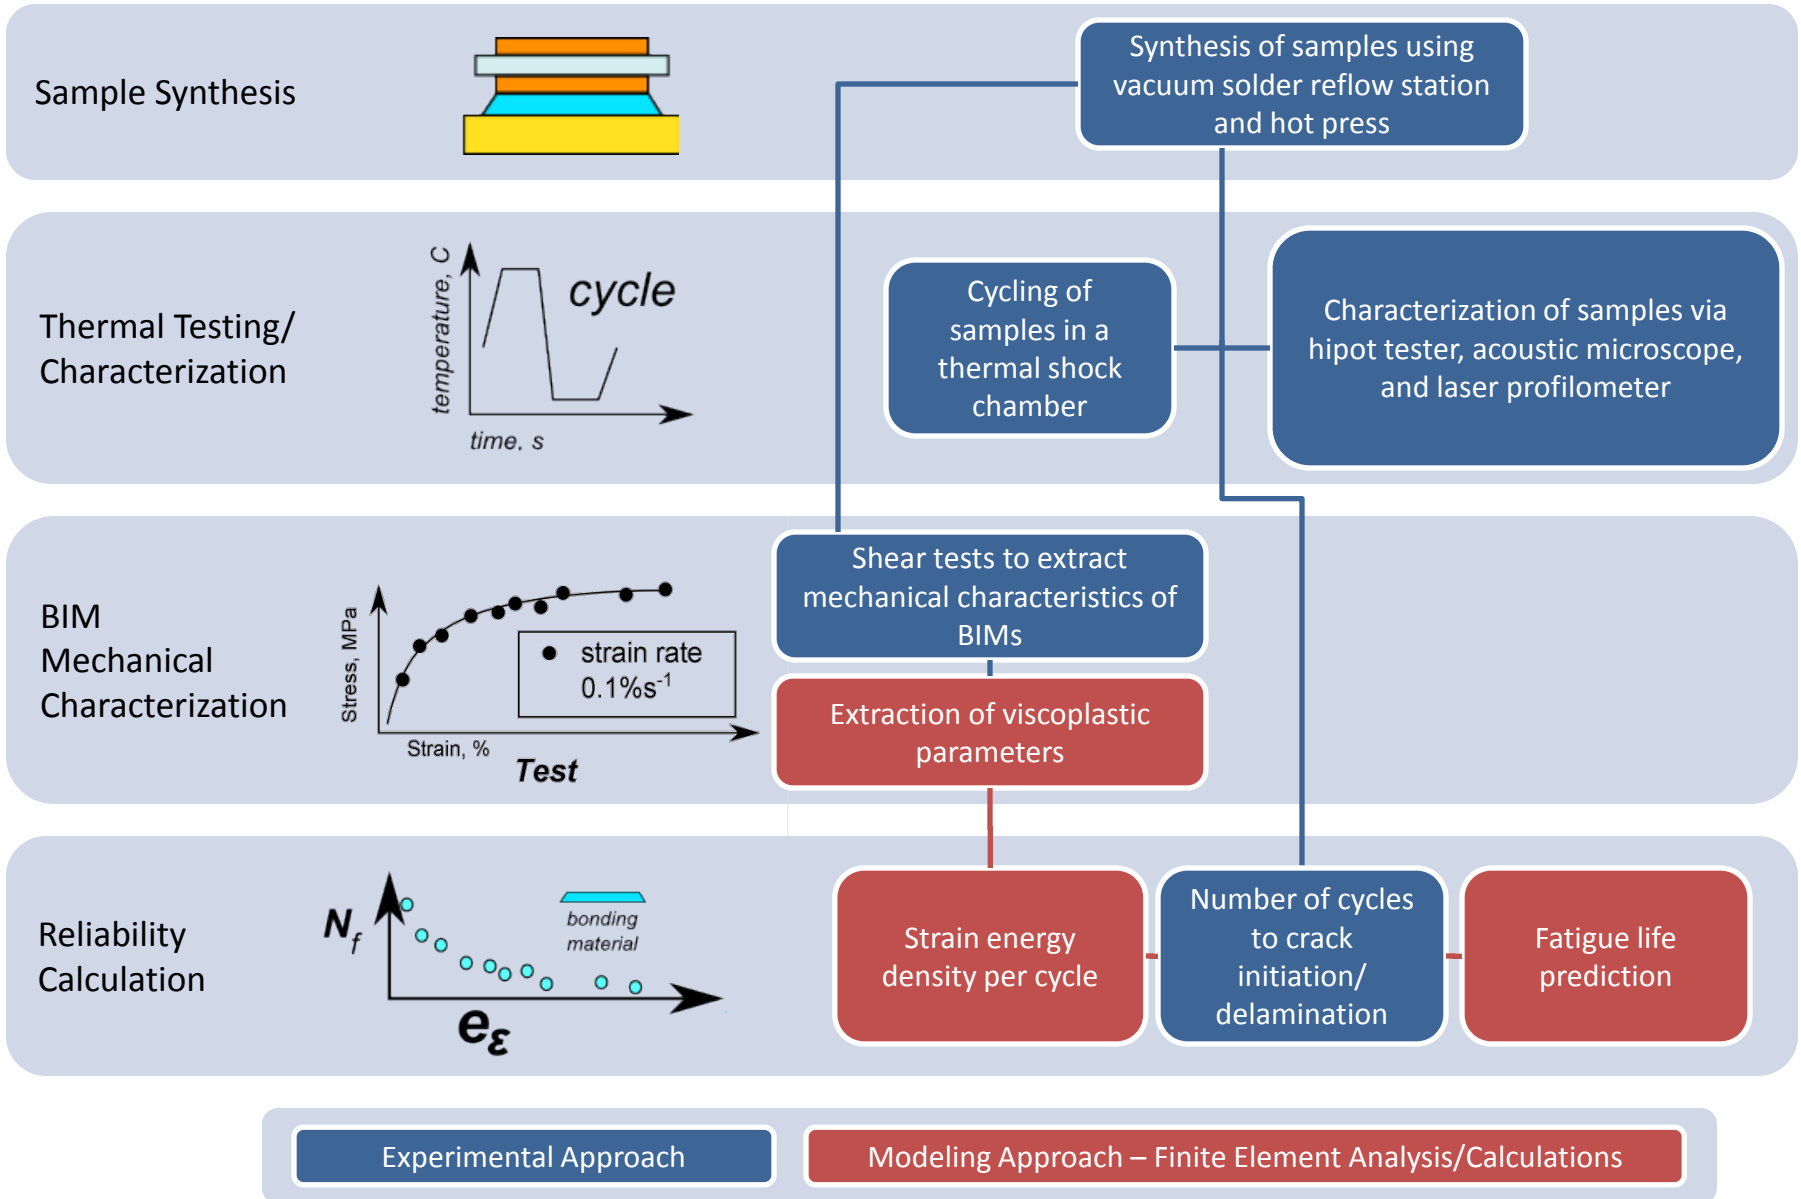 Sample Synthesis
Synthesis of samples using
vacuum solder reflow station
and hot press
Thermal Testing/
Characterization
temperature, C
cycle
time, s
Cycling of
samples in a
thermal shock
chamber
Characterization of samples via
hipot tester, acoustic microscope,
and laser profilometer
BIM
Mechanical
Characterization
Stress, MPa
strain rate
0.1%s⁻¹
Strain, %
Test
Shear tests to extract
mechanical characteristics of
BIMs
Extraction of viscoplastic
parameters
Reliability
Calculation
N_f
bonding
material
e_ε
Strain energy
density per cycle
Number of cycles
to crack
initiation/
delamination
Fatigue life
prediction
Experimental Approach
Modeling Approach – Finite Element Analysis/Calculations